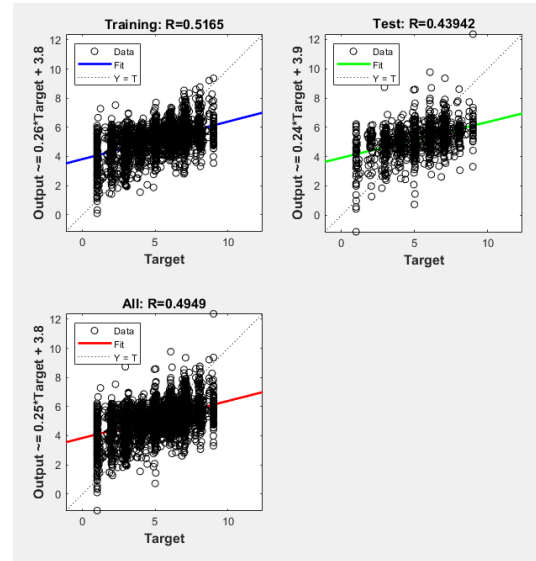 Training: R=0.5165
Output ~= 0.26*Target + 3.8
12
10
8
6
4
2
0
Data
Fit
Y = T
0
5
10
Target
Test: R=0.43942
Output ~= 0.24*Target + 3.9
12
10
8
6
4
2
0
Data
Fit
Y = T
0
5
10
Target
All: R=0.4949
Output ~= 0.25*Target + 3.8
12
10
8
6
4
2
0
Data
Fit
Y = T
0
5
10
Target